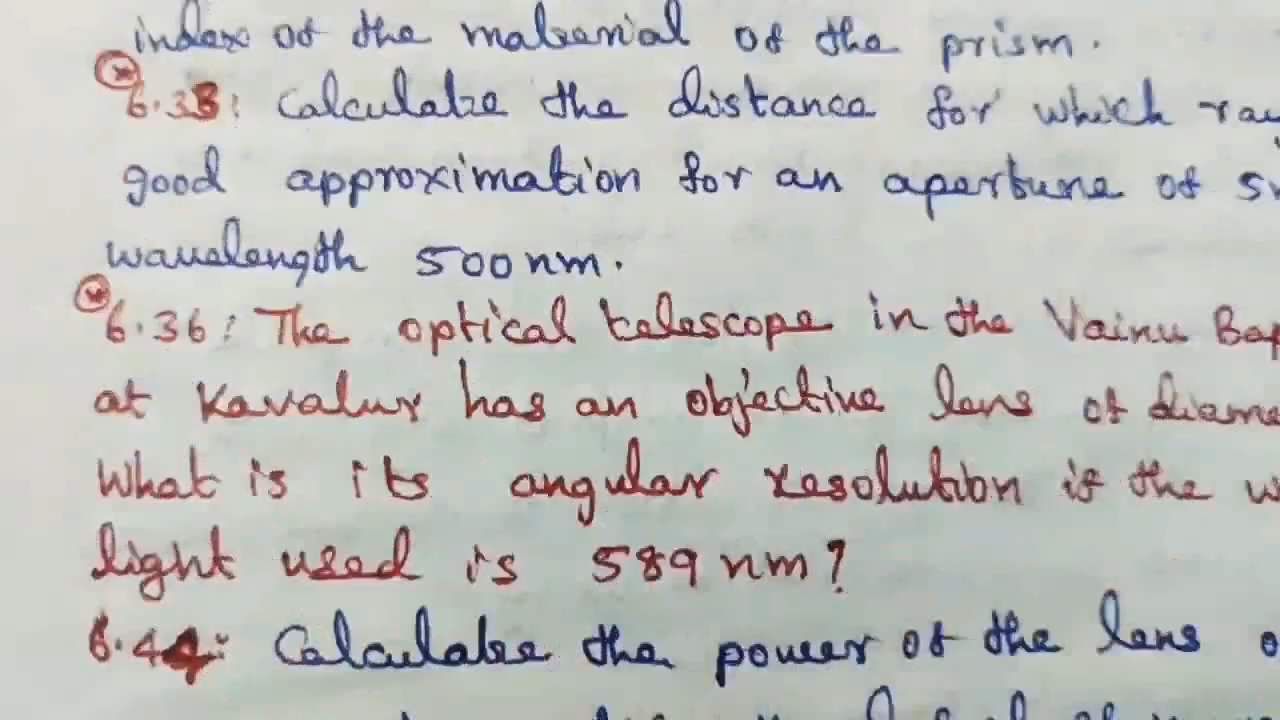 index of the material of the prism.
6.33: Calculate the distance for which
good approximation for an aperture of
wavelength 500nm.
6.36: The optical telescope in the Vainu
at Kavalur has an objective lens of
What is its angular resolution if the
light used is 589 nm?
6.44: Calculate the power of the lens